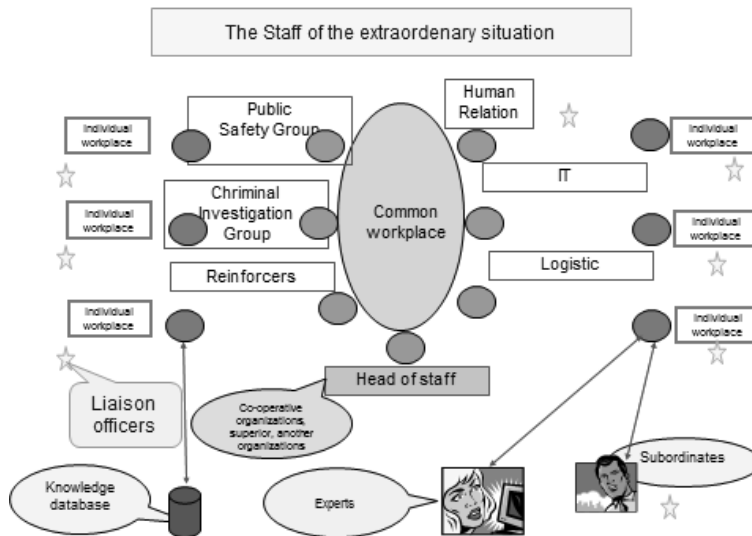 The Staff of the extraordenary situation
Human
Relation
Public
Safety Group
Individual
workplace
Individual
workplace
IT
Chriminal
Investigation
Group
Individual
workplace
Common
workplace
Individual
workplace
Logistic
Reinforcers
Individual
workplace
Individual
workplace
Head of staff
Liaison
officers
Co-operative
organizations,
superior, another
organizations
Subordinates
Knowledge
database
Experts